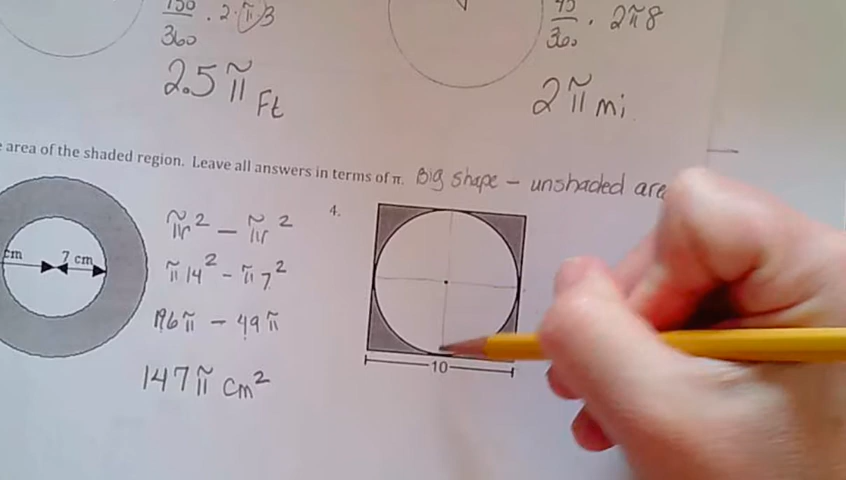 150/360 · 2·π·3
2.5π Ft
45/360 · 2π8
2π mi.
area of the shaded region. Leave all answers in terms of π. Big shape – unshaded are
cm
7 cm
πr² – πr²
π14² – π7²
196π – 49π
147π cm²
4.
10